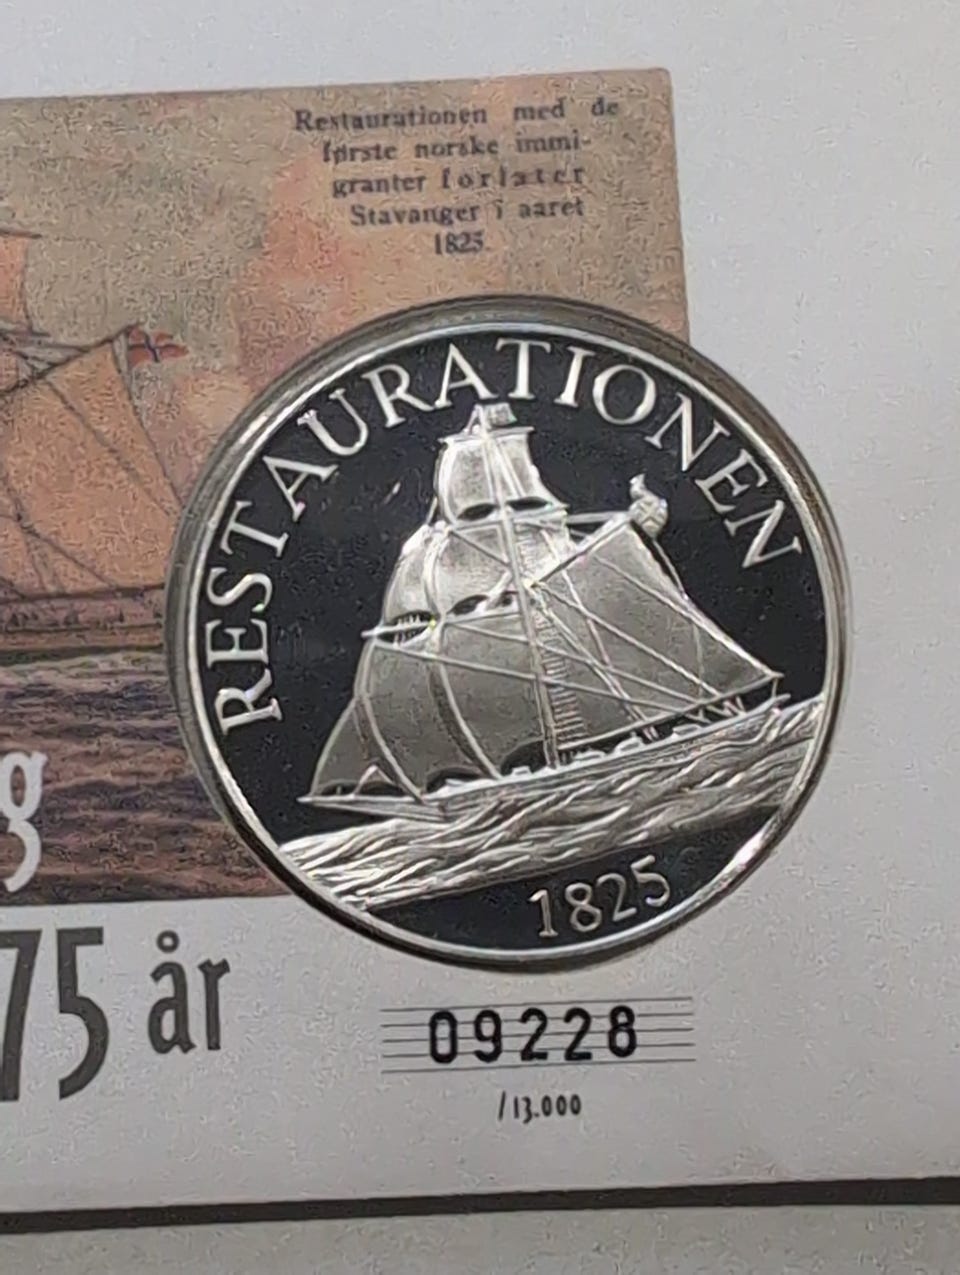 Restaurationen med de
første norske immi-
granter forlater
Stavanger i aaret
1825.
RESTAURATIONEN
1825
g
75 år
09228
/13.000